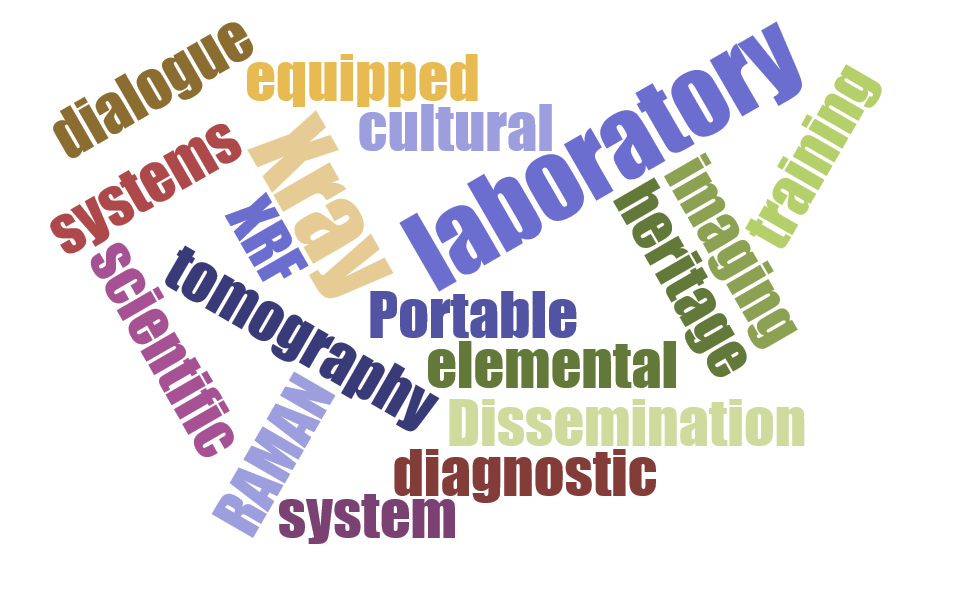 dialogue
equipped
cultural
laboratory
training
systems
Xray
XRF
imaging
heritage
scientific
tomography
Portable
elemental
RAMAN
Dissemination
diagnostic
system